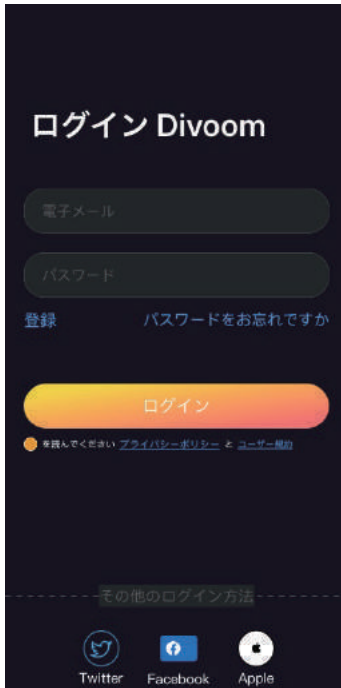 ログイン Divoom
電子メール
パスワード
登録 パスワードをお忘れですか
ログイン
を読んでください プライバシーポリシー と ユーザー規約
その他のログイン方法
Twitter Facebook Apple